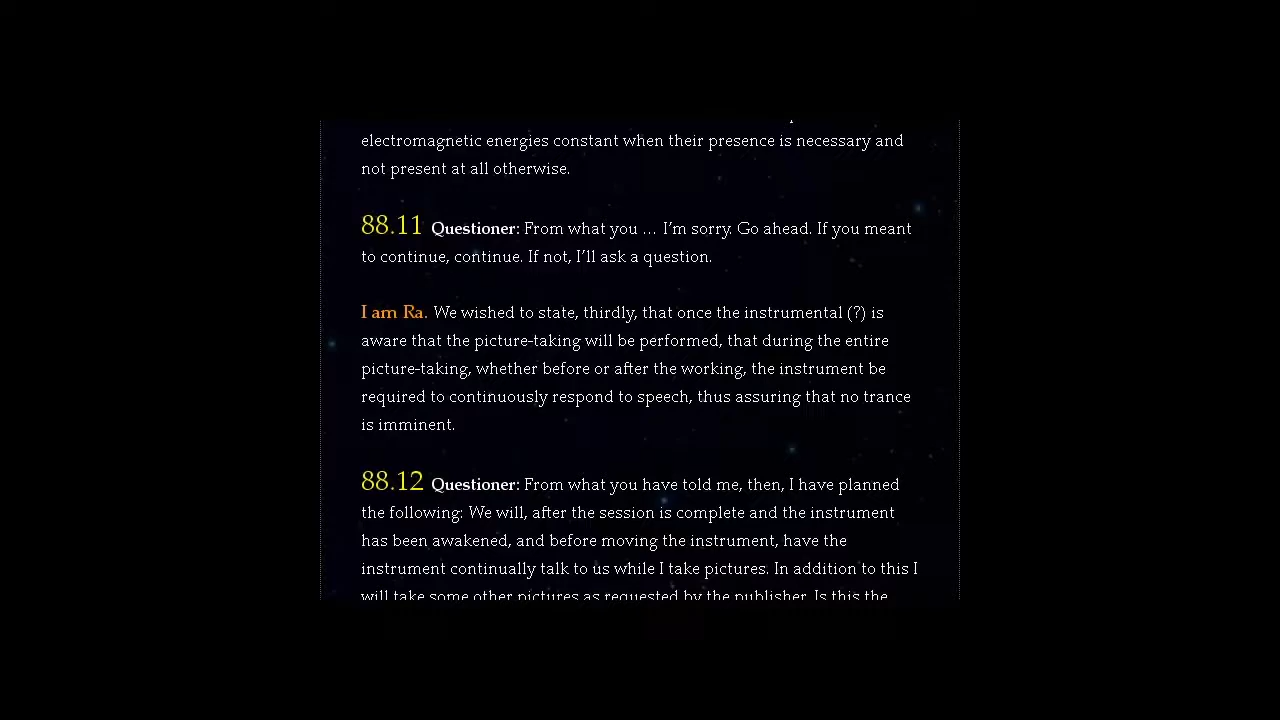 electromagnetic energies constant when their presence is necessary and
not present at all otherwise.
88.11 Questioner: From what you … I'm sorry. Go ahead. If you meant
to continue, continue. If not, I'll ask a question.
I am Ra. We wished to state, thirdly, that once the instrumental (?) is
aware that the picture-taking will be performed, that during the entire
picture-taking, whether before or after the working, the instrument be
required to continuously respond to speech, thus assuring that no trance
is imminent.
88.12 Questioner: From what you have told me, then, I have planned
the following: We will, after the session is complete and the instrument
has been awakened, and before moving the instrument, have the
instrument continually talk to us while I take pictures. In addition to this I
will take some other pictures as requested by the publisher. Is this the